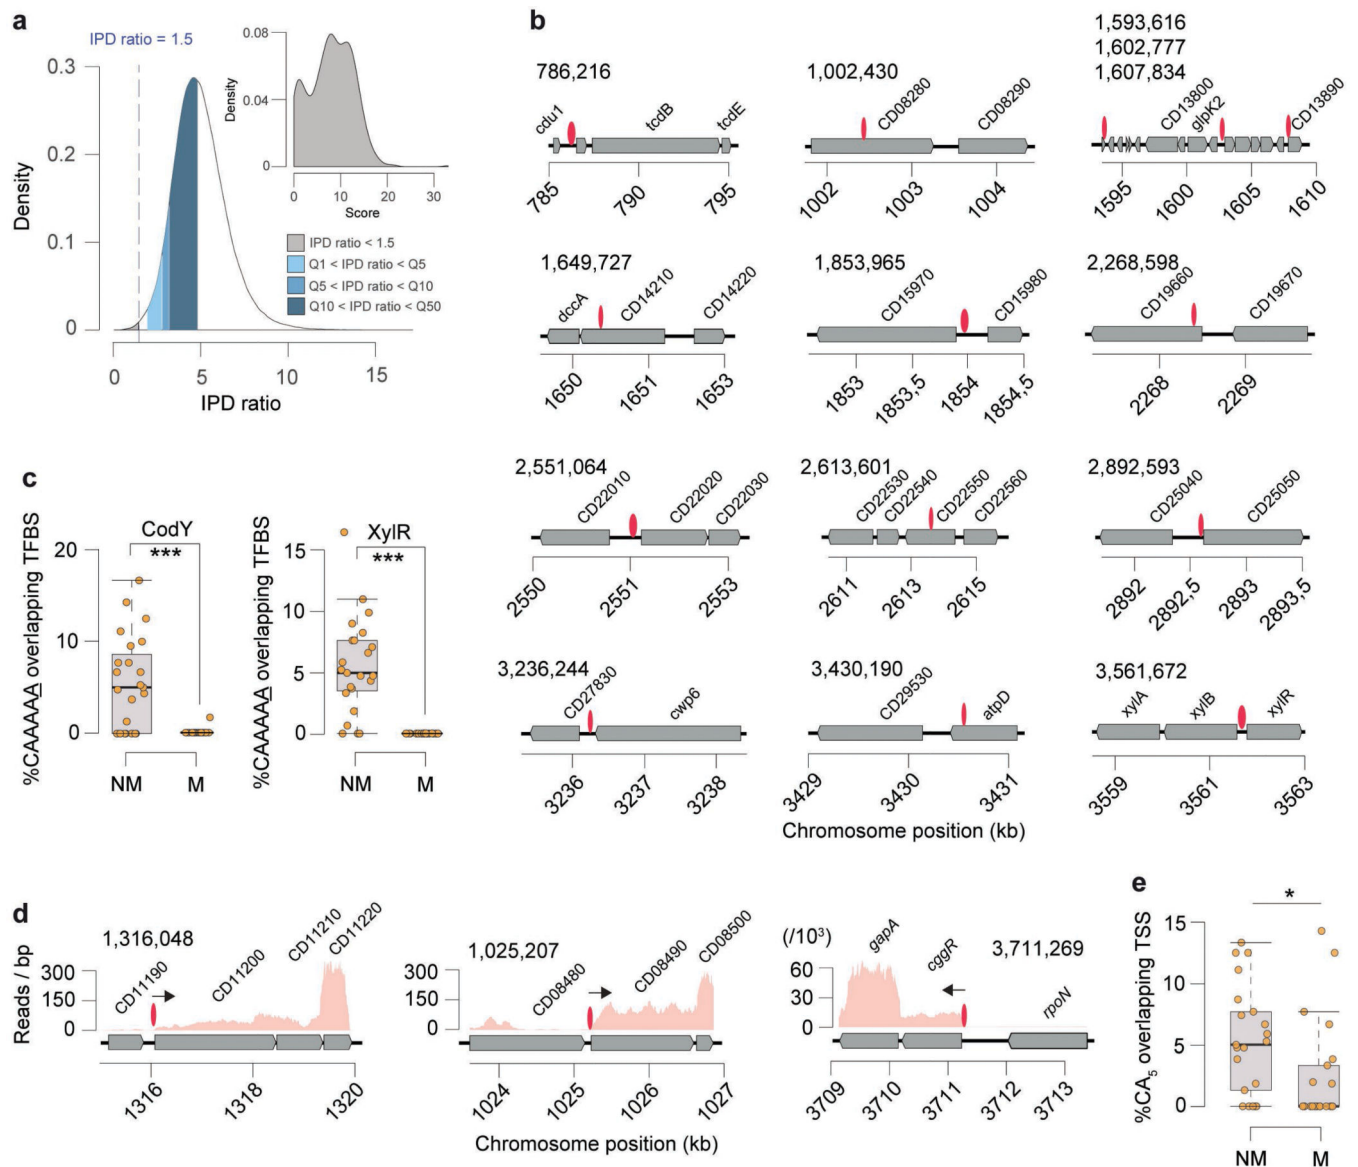 a
IPD ratio = 1.5
0.3
0.2
0.1
0
Density
0
5
10
15
IPD ratio
0.08
0.04
0
Density
0
10
20
30
Score
IPD ratio < 1.5
Q1 < IPD ratio < Q5
Q5 < IPD ratio < Q10
Q10 < IPD ratio < Q50
b
786,216
cdu1
tcdB
tcdE
785
790
795
1,002,430
CD08280
CD08290
1002
1003
1004
1,593,616
1,602,777
1,607,834
CD13800
glpK2
CD13890
1595
1600
1605
1610
1,649,727
dccA
CD14210
CD14220
1650
1651
1653
1,853,965
CD15970
CD15980
1853
1853,5
1854
1854,5
2,268,598
CD19660
CD19670
2268
2269
2,551,064
CD22010
CD22020
CD22030
2550
2551
2553
2,613,601
CD22530
CD22540
CD22550
CD22560
2611
2613
2615
2,892,593
CD25040
CD25050
2892
2892,5
2893
2893,5
3,236,244
CD27830
cwp6
3236
3237
3238
3,430,190
CD29530
atpD
3429
3430
3431
3,561,672
xylA
xylB
xylR
3559
3561
3563
Chromosome position (kb)
c
%CAAAAA overlapping TFBS
CodY
***
20
10
0
NM
M
%CAAAAA overlapping TFBS
XylR
***
15
10
5
0
NM
M
d
Reads / bp
1,316,048
300
150
0
CD11190
CD11200
CD11210
CD11220
1316
1318
1320
1,025,207
300
150
0
CD08480
CD08490
CD08500
1024
1025
1026
1027
(/10³)
60
30
0
gapA
cggR
3,711,269
rpoN
3709
3710
3711
3712
3713
Chromosome position (kb)
e
*
%CA₅ overlapping TSS
15
10
5
0
NM
M